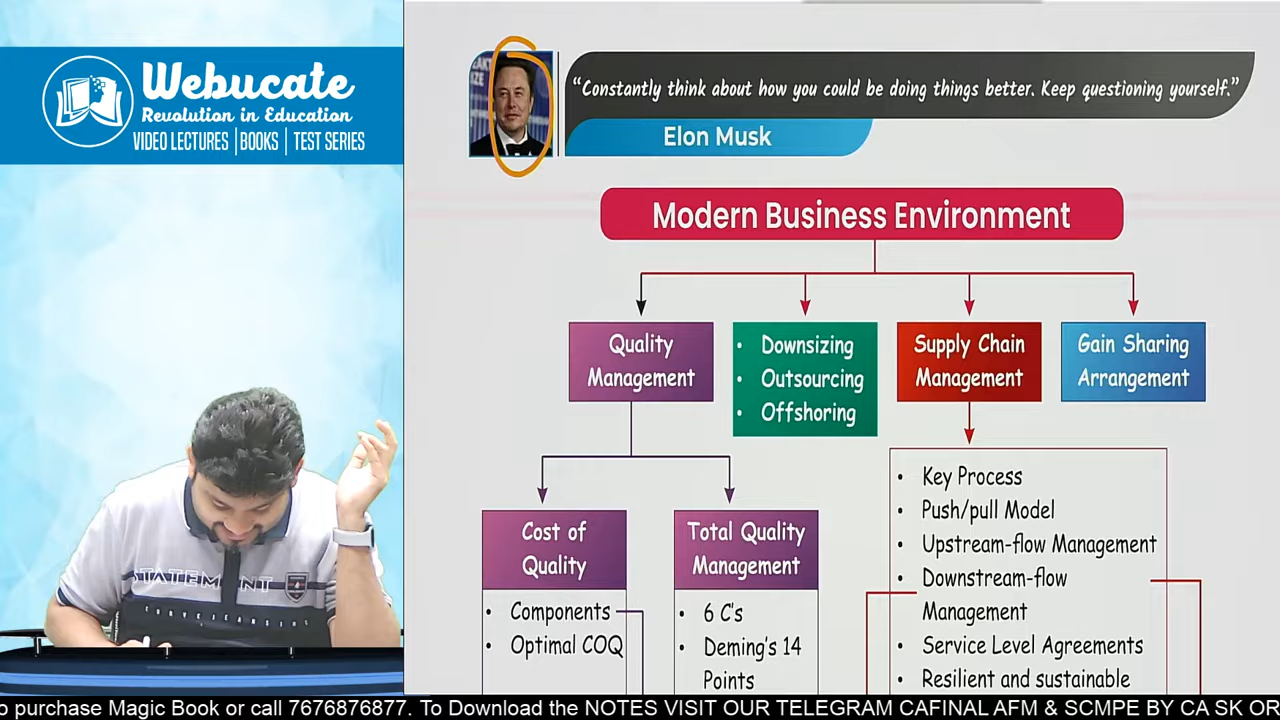 Webucate
Revolution in Education
VIDEO LECTURES | BOOKS | TEST SERIES
“Constantly think about how you could be doing things better. Keep questioning yourself.”
Elon Musk
Modern Business Environment
Quality
Management
• Downsizing
• Outsourcing
• Offshoring
Supply Chain
Management
Gain Sharing
Arrangement
Cost of
Quality
• Components
• Optimal COQ
Total Quality
Management
• 6 C's
• Deming's 14
Points
• Key Process
• Push/pull Model
• Upstream-flow Management
• Downstream-flow
Management
• Service Level Agreements
• Resilient and sustainable
o purchase Magic Book or call 7676876877. To Download the NOTES VISIT OUR TELEGRAM CAFINAL AFM & SCMPE BY CA SK OR